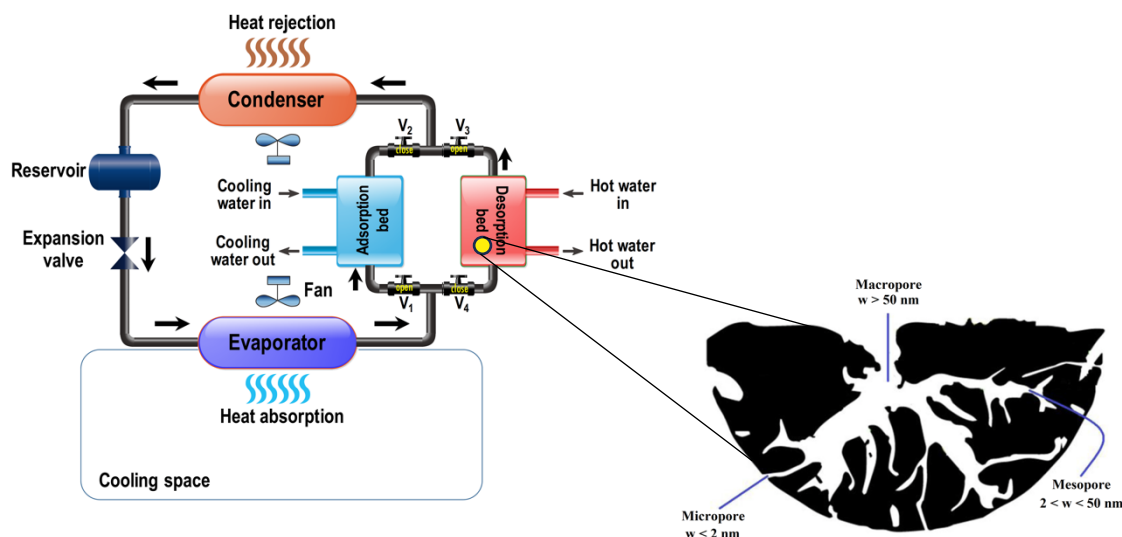 Heat rejection
Condenser
V2
V3
close
open
Reservoir
Cooling
water in
Adsorption
bed
Desorption
bed
Hot water
in
Expansion
valve
Cooling
water out
Hot water
out
Fan
open
close
V1
V4
Evaporator
Heat absorption
Cooling space
Macropore
w > 50 nm
Mesopore
2 < w < 50 nm
Micropore
w < 2 nm